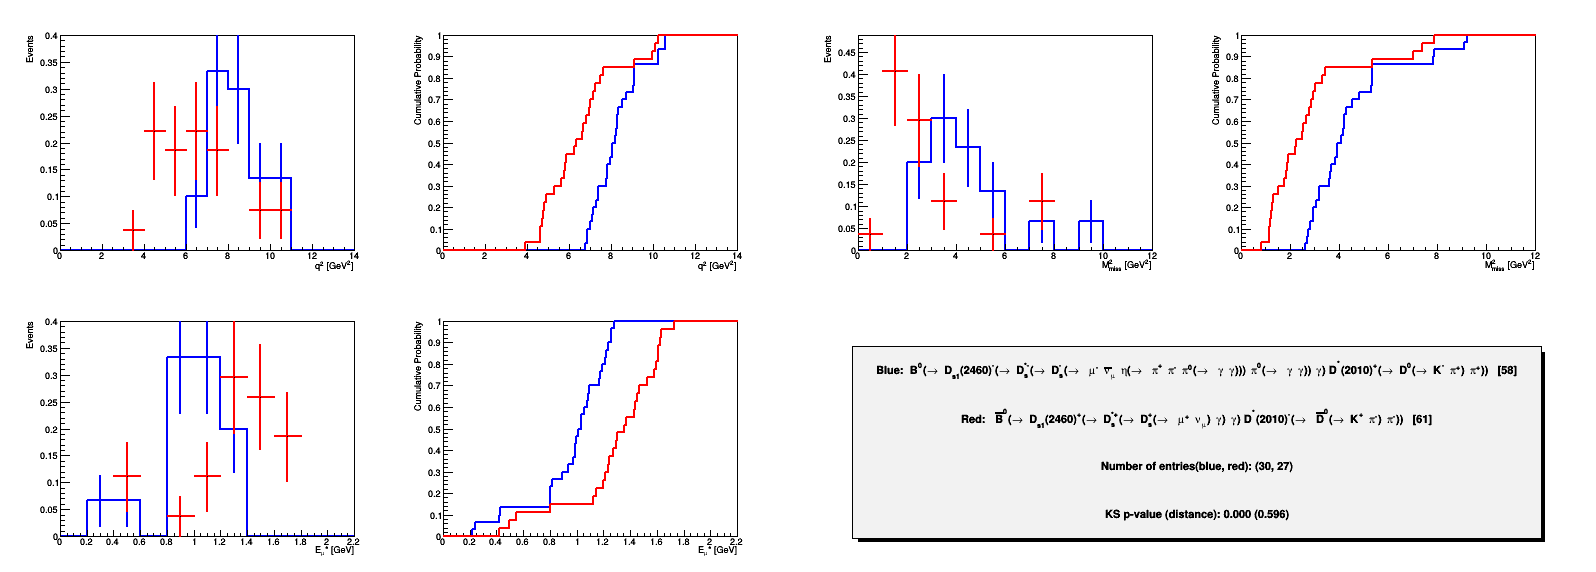 Events
0.4
0.35
0.3
0.25
0.2
0.15
0.1
0.05
0
0 2 4 6 8 10 12 14
q² [GeV²]
Cumulative Probability
1
0.9
0.8
0.7
0.6
0.5
0.4
0.3
0.2
0.1
0
0 2 4 6 8 10 12 14
q² [GeV²]
Events
0.45
0.4
0.35
0.3
0.25
0.2
0.15
0.1
0.05
0
0 2 4 6 8 10 12
M²miss [GeV²]
Cumulative Probability
1
0.9
0.8
0.7
0.6
0.5
0.4
0.3
0.2
0.1
0
0 2 4 6 8 10 12
M²miss [GeV²]
Events
0.4
0.35
0.3
0.25
0.2
0.15
0.1
0.05
0
0 0.2 0.4 0.6 0.8 1 1.2 1.4 1.6 1.8 2 2.2
Eμ* [GeV]
Cumulative Probability
1
0.9
0.8
0.7
0.6
0.5
0.4
0.3
0.2
0.1
0
0 0.2 0.4 0.6 0.8 1 1.2 1.4 1.6 1.8 2 2.2
Eμ* [GeV]
Blue: B⁰(→ Ds1(2460)⁻(→ Ds*⁻(→ Ds⁻(→ μ⁻ ν̅μ η(→ π⁺ π⁻ π⁰(→ γ γ))) π⁰(→ γ γ)) γ) D*(2010)⁺(→ D⁰(→ K⁻ π⁺) π⁺)) [58]
Red: B̅⁰(→ Ds1(2460)⁺(→ Ds*⁺(→ Ds⁺(→ μ⁺ νμ) γ) γ) D*(2010)⁻(→ D̅⁰(→ K⁺ π⁻) π⁻)) [61]
Number of entries(blue, red): (30, 27)
KS p-value (distance): 0.000 (0.596)